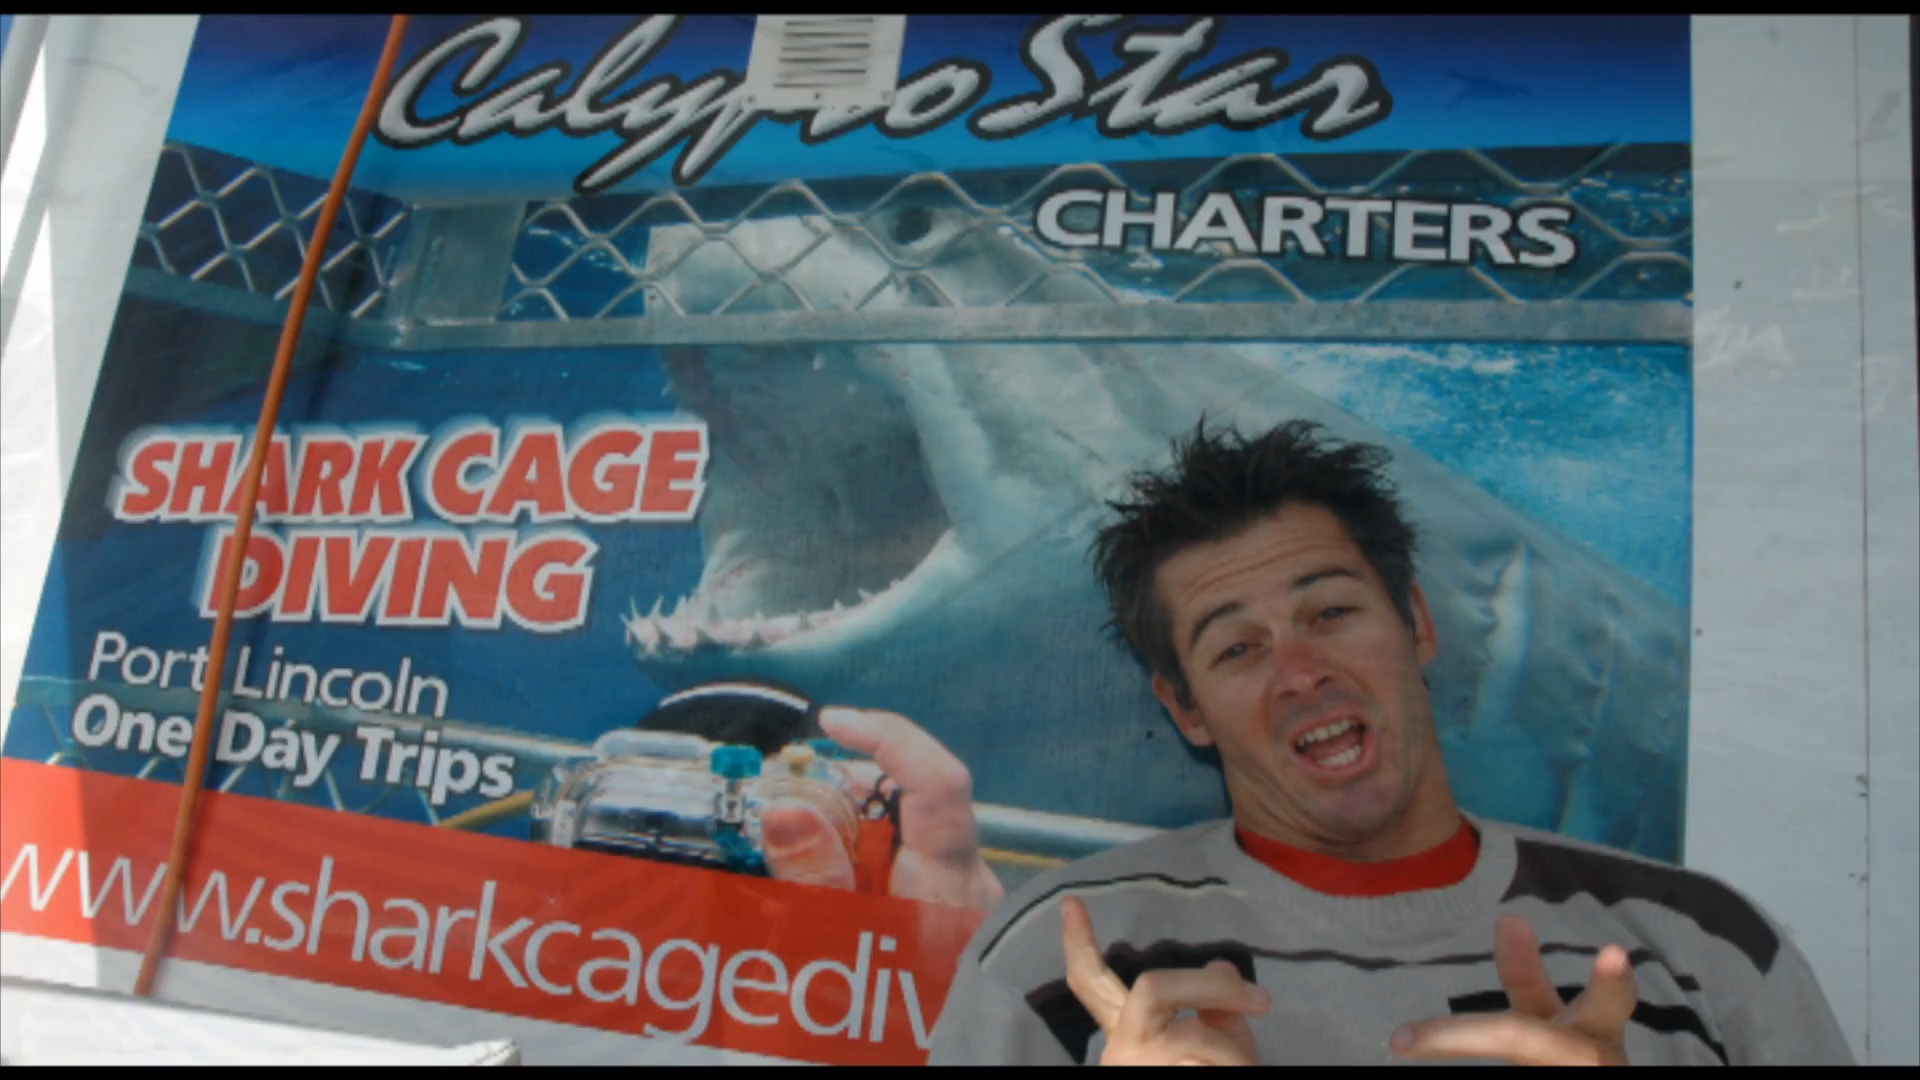 Calypso Star
CHARTERS
SHARK CAGE
DIVING
Port Lincoln
One Day Trips
www.sharkcagediv